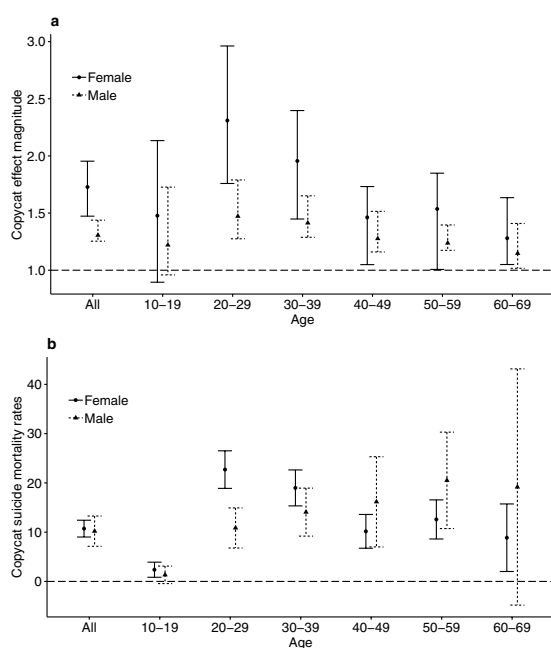 a
3.0
2.5
2.0
1.5
1.0
Copycat effect magnitude
Female
Male
All 10–19 20–29 30–39 40–49 50–59 60–69
Age
b
40
30
20
10
0
Copycat suicide mortality rates
Female
Male
All 10–19 20–29 30–39 40–49 50–59 60–69
Age